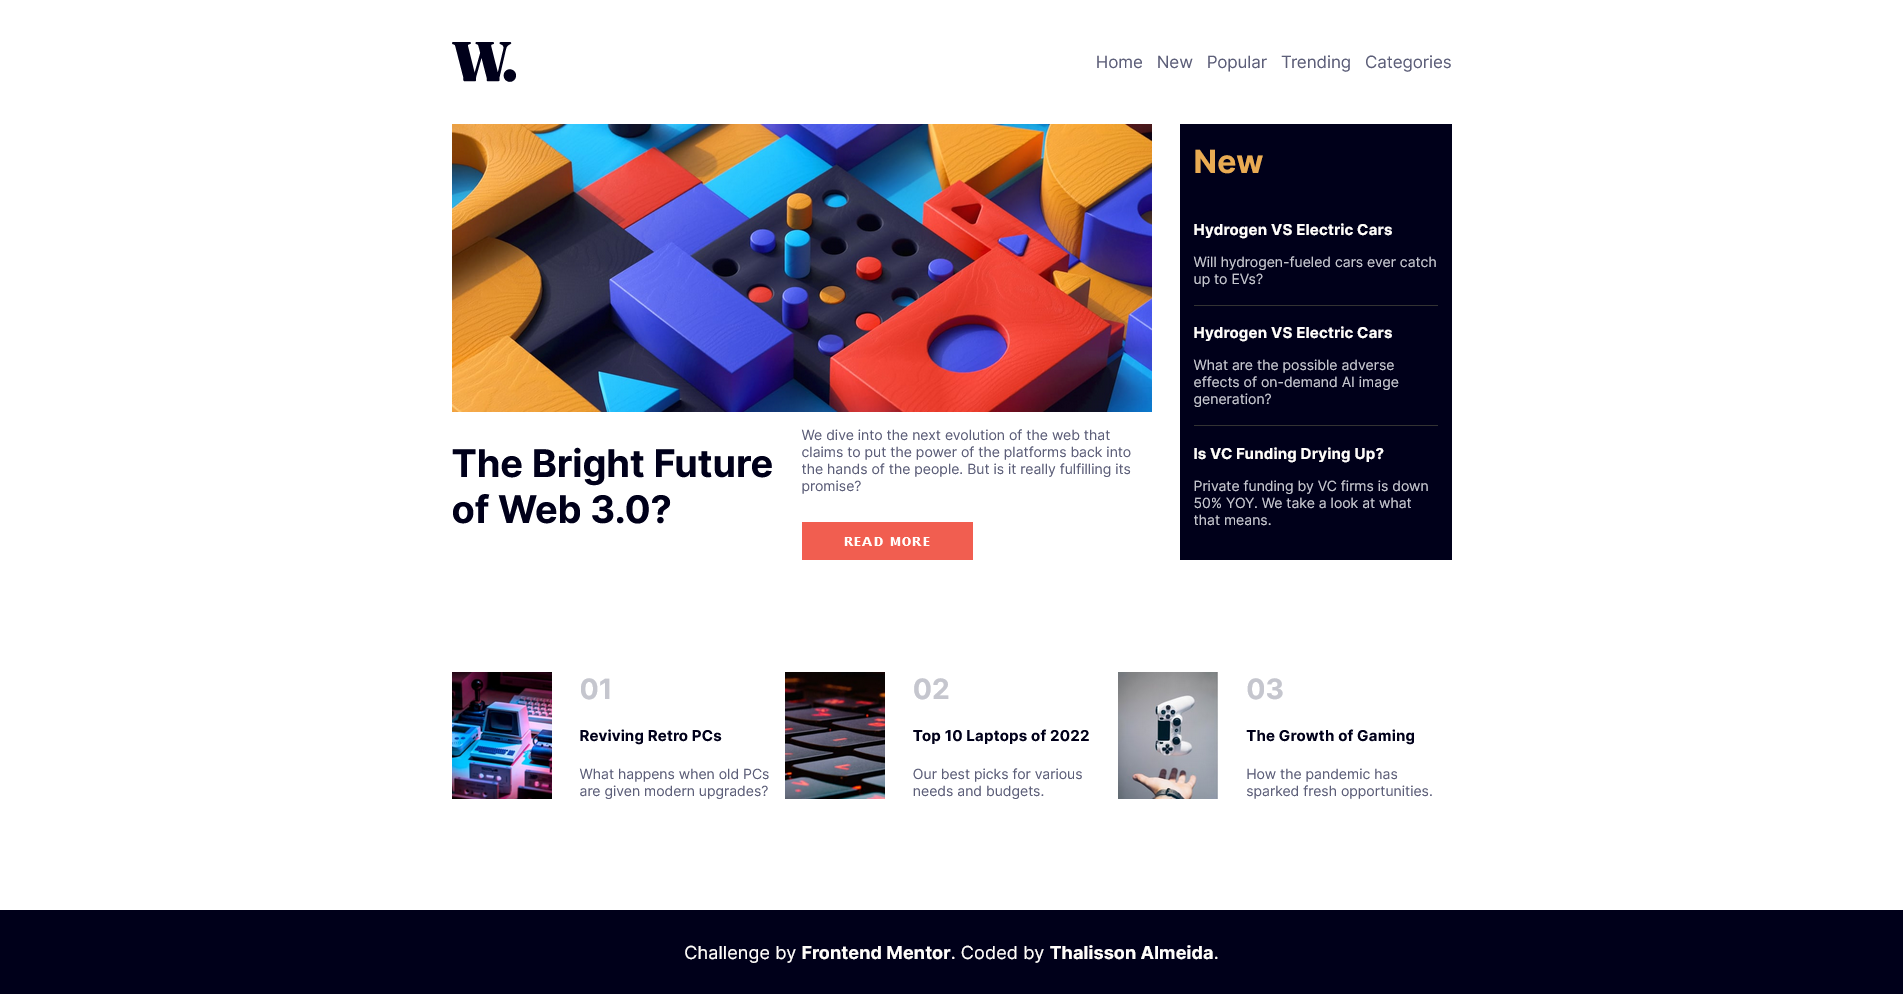 W.
Home New Popular Trending Categories
New
Hydrogen VS Electric Cars
Will hydrogen-fueled cars ever catch
up to EVs?
Hydrogen VS Electric Cars
What are the possible adverse
effects of on-demand AI image
generation?
Is VC Funding Drying Up?
Private funding by VC firms is down
50% YOY. We take a look at what
that means.
The Bright Future
of Web 3.0?
We dive into the next evolution of the web that
claims to put the power of the platforms back into
the hands of the people. But is it really fulfilling its
promise?
READ MORE
01
Reviving Retro PCs
What happens when old PCs
are given modern upgrades?
02
Top 10 Laptops of 2022
Our best picks for various
needs and budgets.
03
The Growth of Gaming
How the pandemic has
sparked fresh opportunities.
Challenge by Frontend Mentor. Coded by Thalisson Almeida.